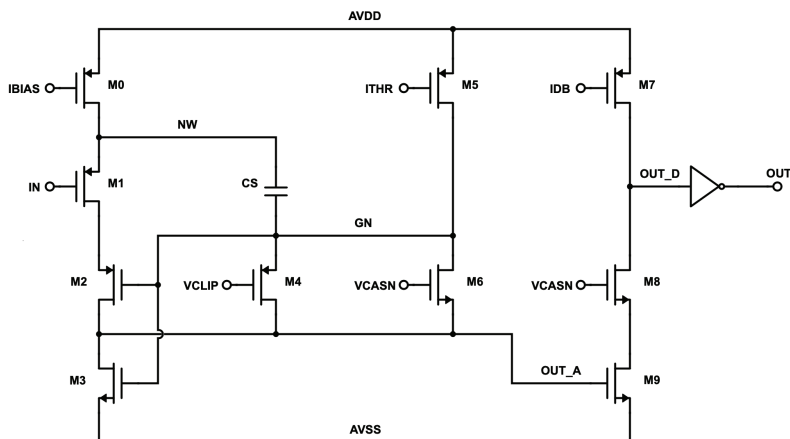 AVDD
IBIAS M0 ITHR M5 IDB M7
NW
IN M1 CS OUT_D OUT
GN
M2 VCLIP M4 VCASN M6 VCASN M8
M3 OUT_A M9
AVSS